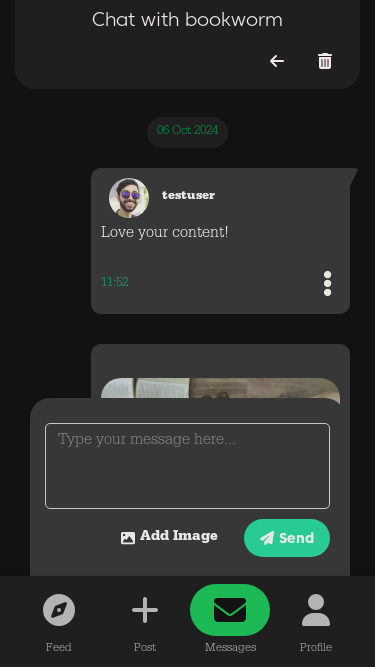 Chat with bookworm
06 Oct 2024
testuser
Love your content!
11:52
Type your message here...
Add Image
Send
Feed
Post
Messages
Profile